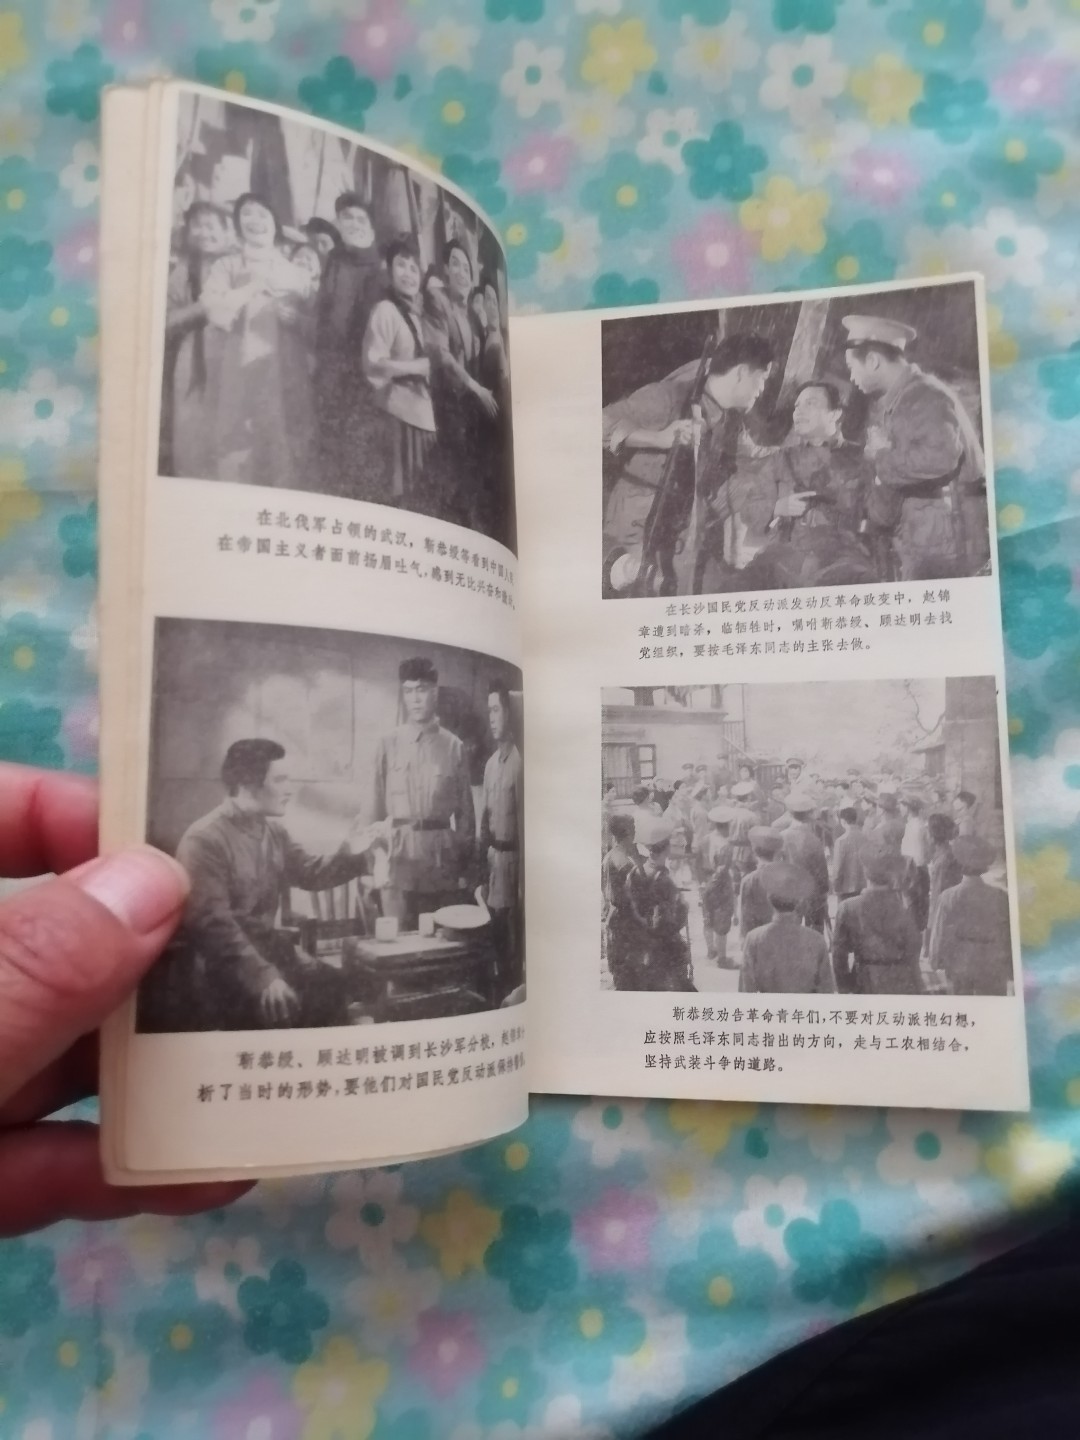 在北伐军占领的武汉，靳恭绶等看到中国人民
在帝国主义者面前扬眉吐气，感到无比兴奋和
靳恭绶、顾达明被调到长沙军分校，赵锦章
析了当时的形势，要他们对国民党反动派保持
在长沙国民党反动派发动反革命政变中，赵锦
章遭到暗杀，临牺牲时，嘱咐靳恭绶、顾达明去找
党组织，要按毛泽东同志的主张去做。
靳恭绶劝告革命青年们，不要对反动派抱幻想，
应按照毛泽东同志指出的方向，走与工农相结合，
坚持武装斗争的道路。